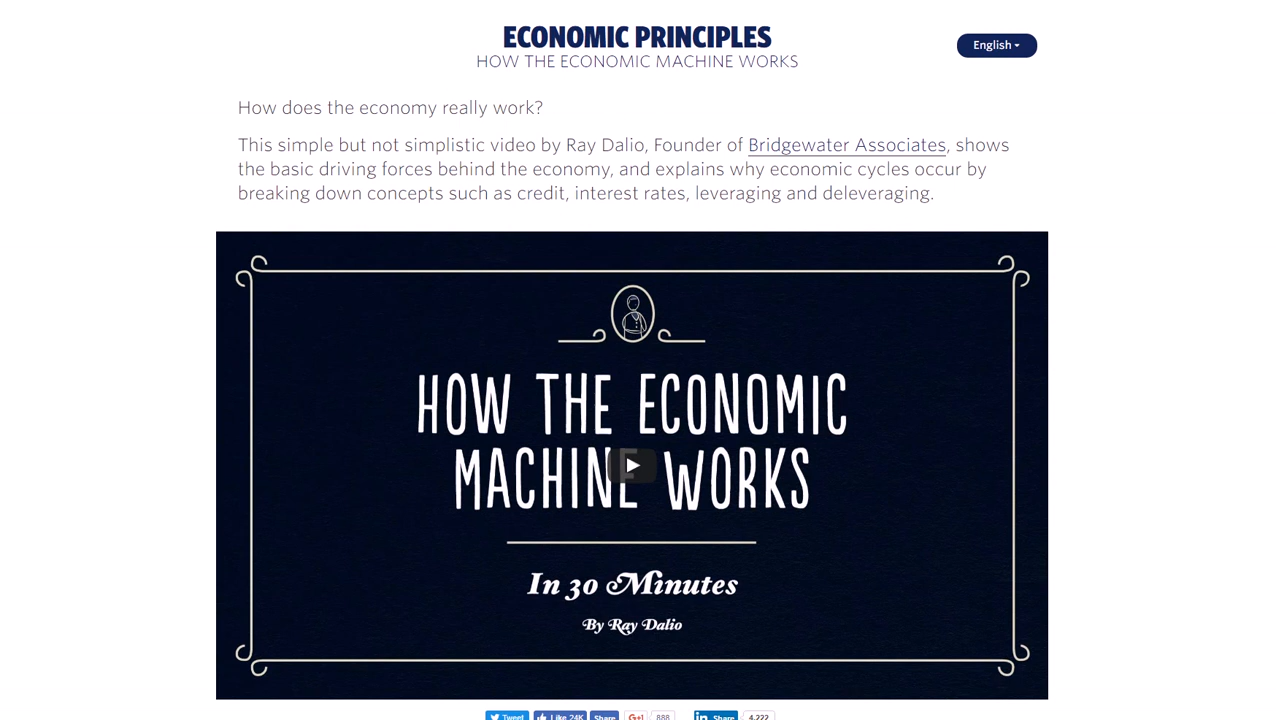 ECONOMIC PRINCIPLES
HOW THE ECONOMIC MACHINE WORKS
English
How does the economy really work?
This simple but not simplistic video by Ray Dalio, Founder of Bridgewater Associates, shows
the basic driving forces behind the economy, and explains why economic cycles occur by
breaking down concepts such as credit, interest rates, leveraging and deleveraging.
HOW THE ECONOMIC
MACHINE WORKS
In 30 Minutes
By Ray Dalio
Tweet Like 24K Share G+1 888 in Share 4,222